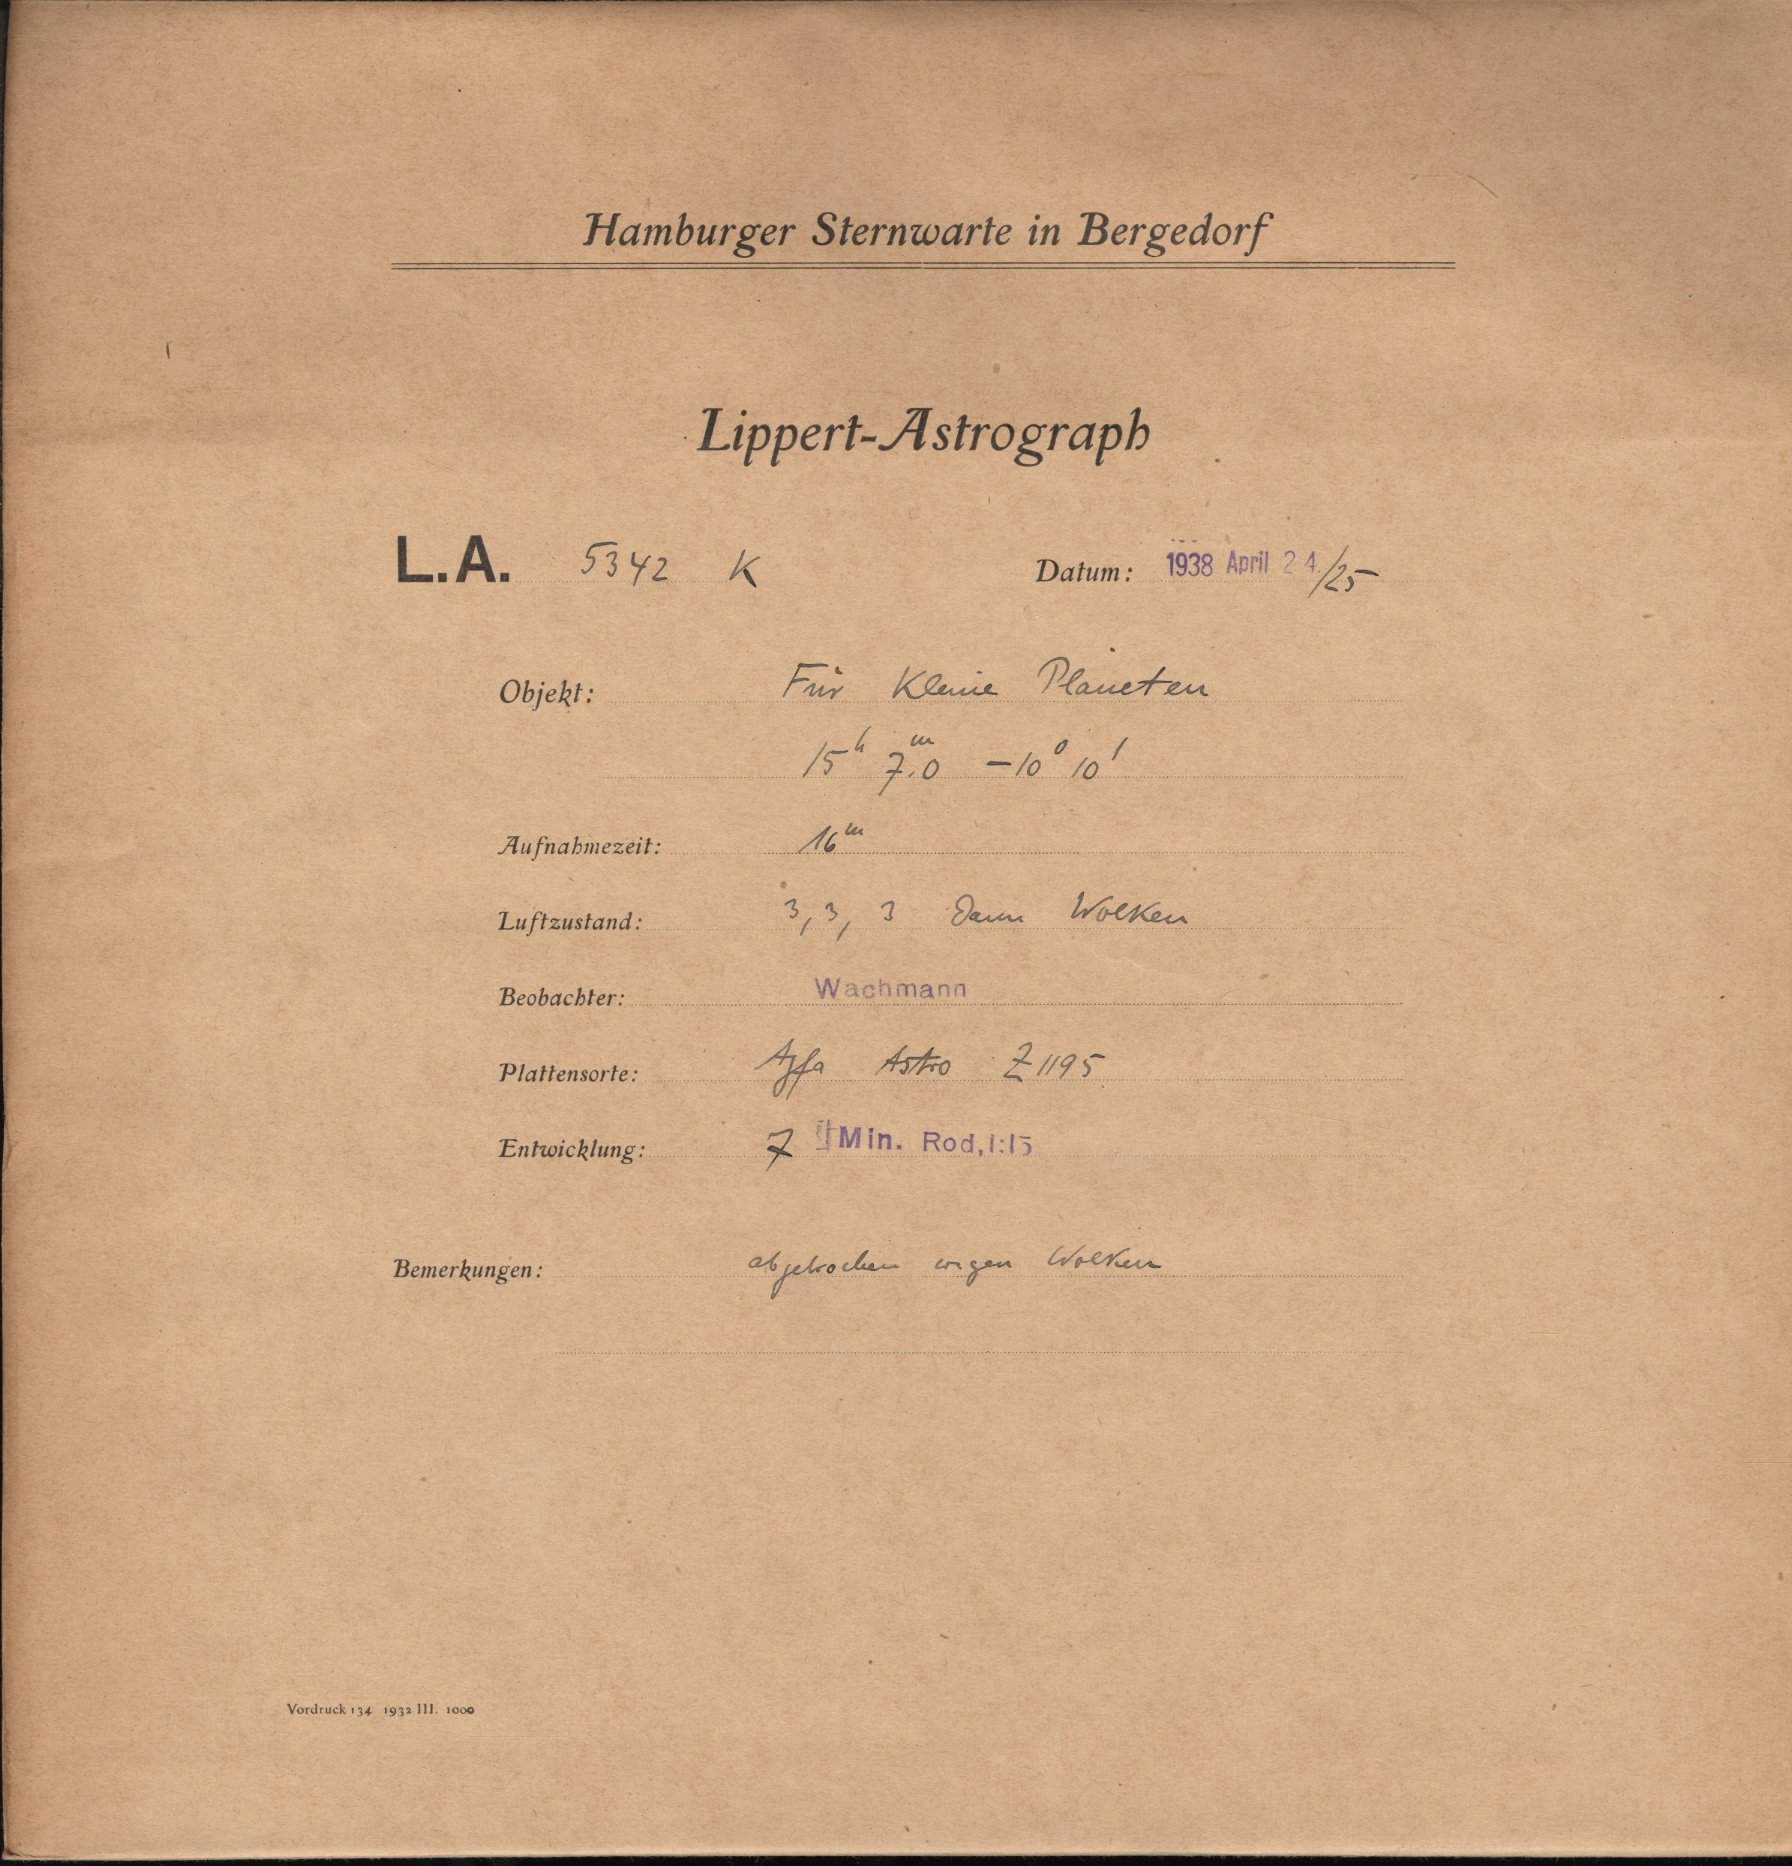 Hamburger Sternwarte in Bergedorf
Lippert-Astrograph
L.A. 5342 K Datum: 1938 April 24./25
Objekt: Für Kleine Planeten
15h 7m.0 −10° 10'
Aufnahmezeit: 16m
Luftzustand: 3, 3, 3 Dann Wolken
Beobachter: Wachmann
Plattensorte: Agfa Astro Z 1195
Entwicklung: 7 Min. Rod, 1:15
Bemerkungen: abgebrochen wegen Wolken
Vordruck 134 1932 III. 1000